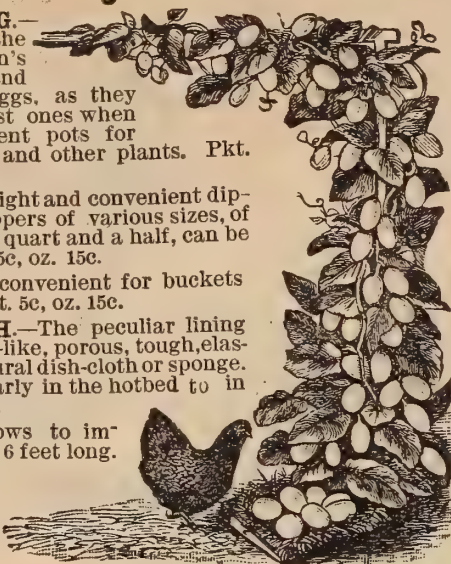 G.—
she
n's
nd
ggs, as they
st ones when
ent pots for
and other plants. Pkt.
ight and convenient dip-
ppers of various sizes, of
quart and a half, can be
5c, oz. 15c.
convenient for buckets
t. 5c, oz. 15c.
H.—The peculiar lining
-like, porous, tough,elas-
ural dish-cloth or sponge.
arly in the hotbed to in
ows to im-
6 feet long.